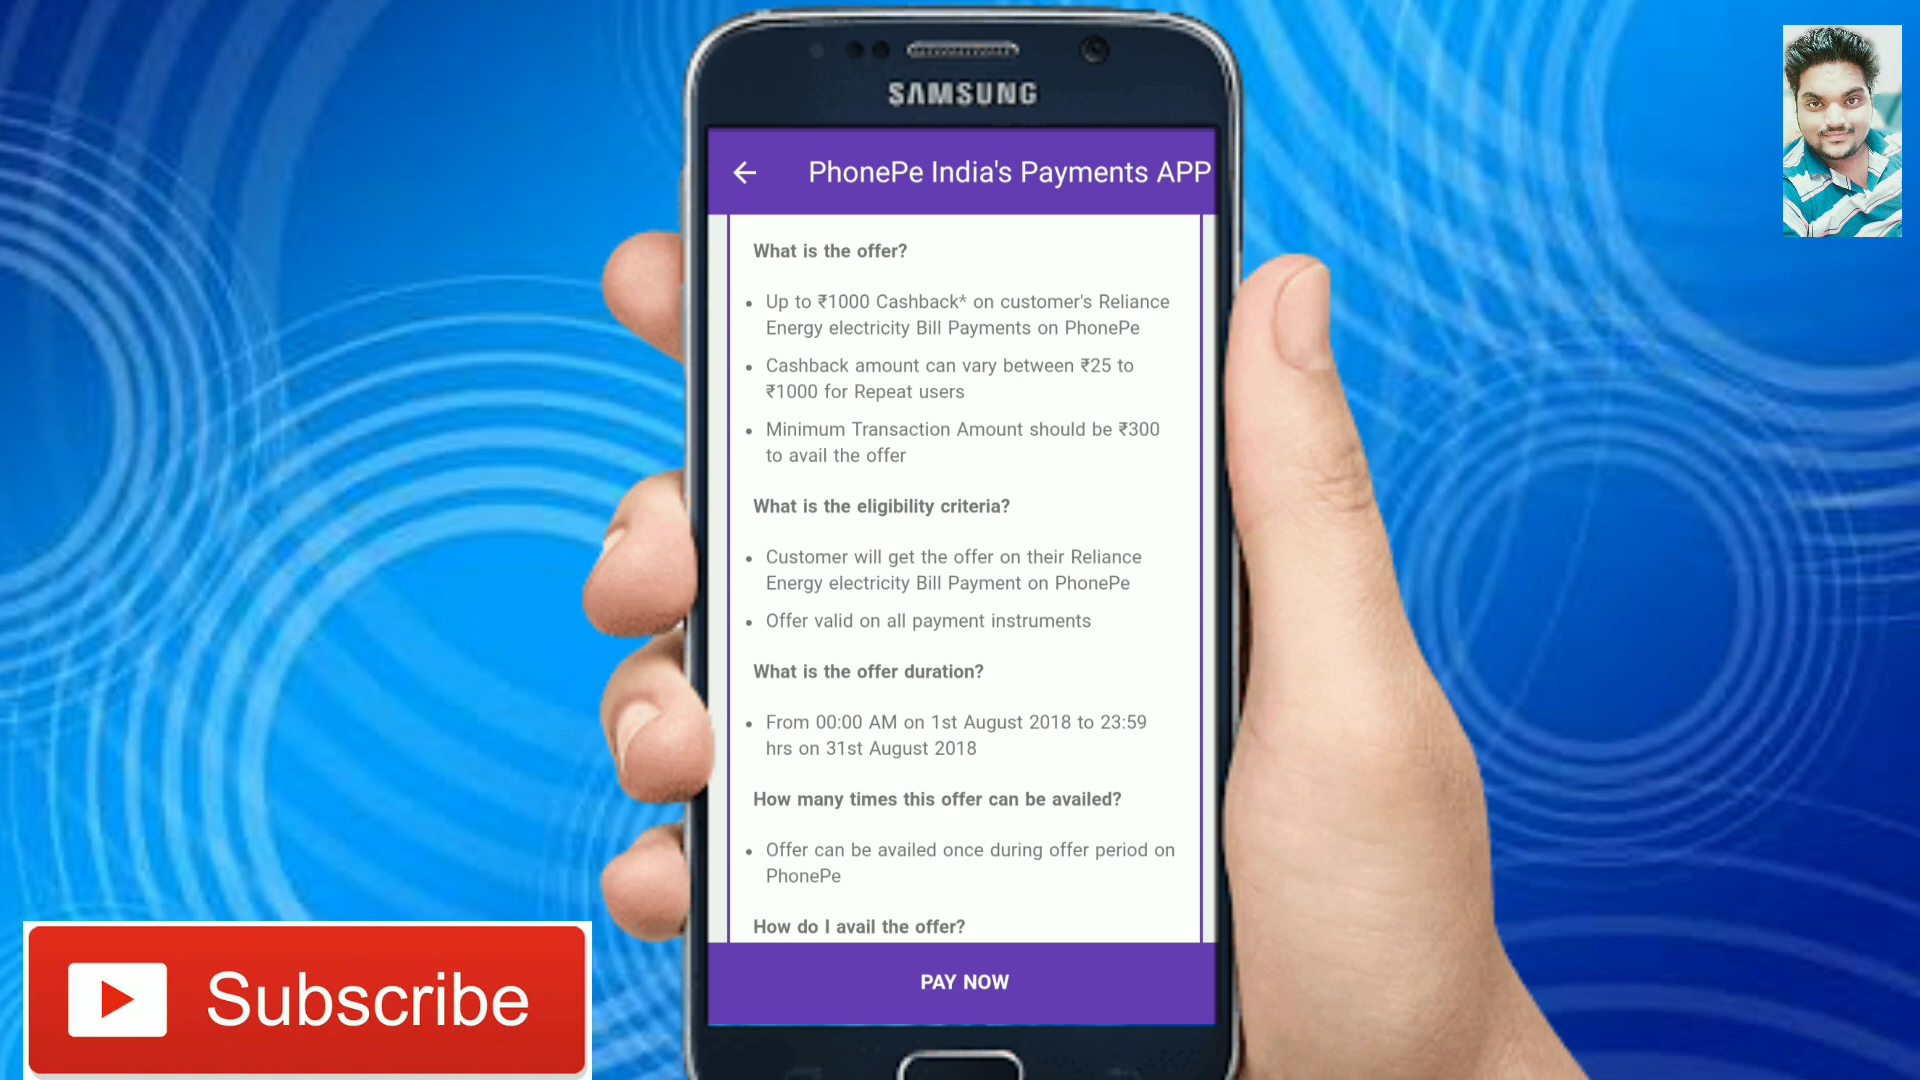 SAMSUNG
PhonePe India's Payments APP
What is the offer?
Up to ₹1000 Cashback* on customer's Reliance
Energy electricity Bill Payments on PhonePe
Cashback amount can vary between ₹25 to
₹1000 for Repeat users
Minimum Transaction Amount should be ₹300
to avail the offer
What is the eligibility criteria?
Customer will get the offer on their Reliance
Energy electricity Bill Payment on PhonePe
Offer valid on all payment instruments
What is the offer duration?
From 00:00 AM on 1st August 2018 to 23:59
hrs on 31st August 2018
How many times this offer can be availed?
Offer can be availed once during offer period on
PhonePe
How do I avail the offer?
PAY NOW
Subscribe